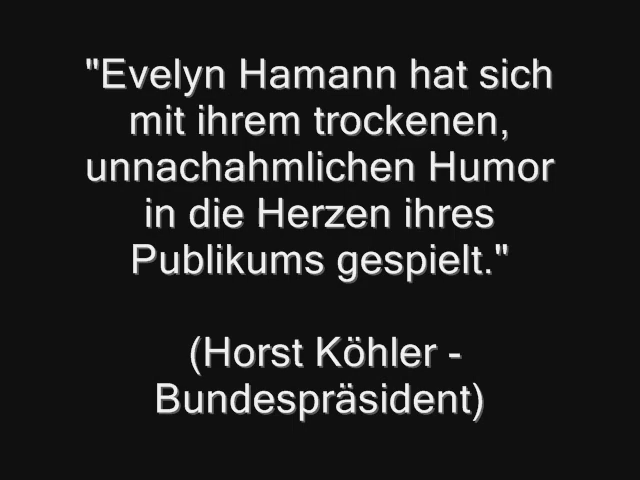 "Evelyn Hamann hat sich
mit ihrem trockenen,
unnachahmlichen Humor
in die Herzen ihres
Publikums gespielt."
(Horst Köhler -
Bundespräsident)